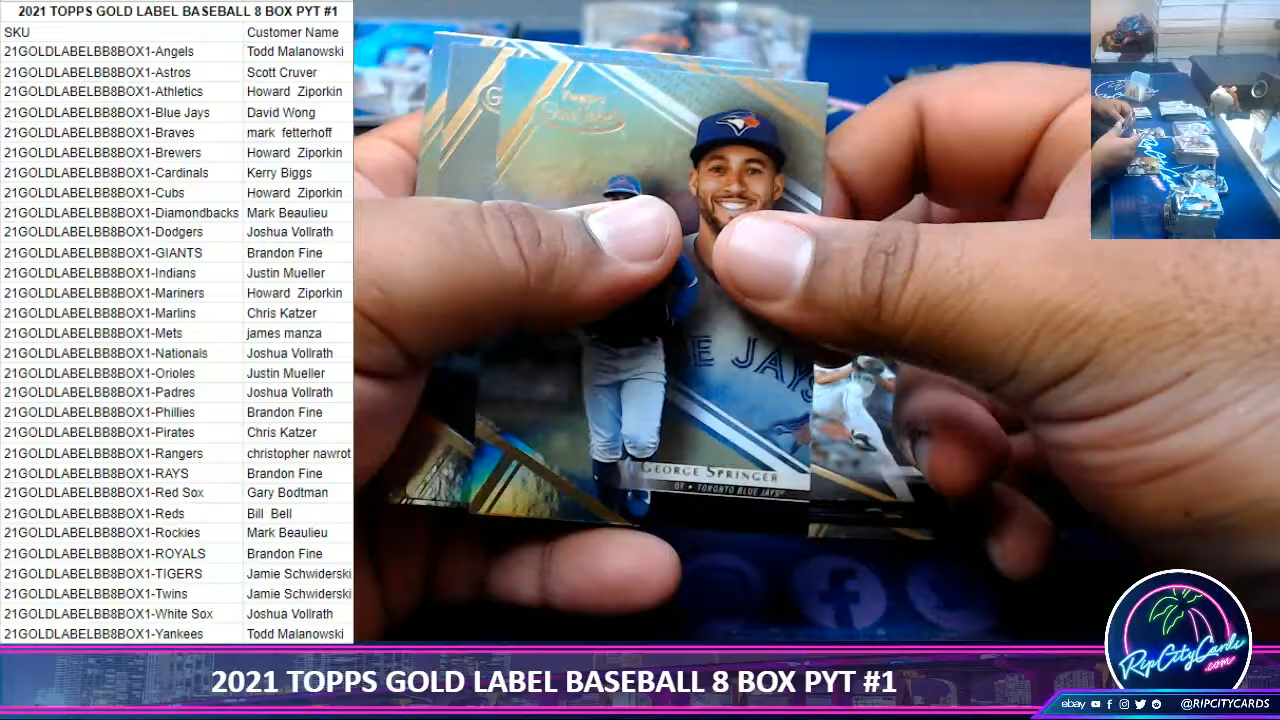 2021 TOPPS GOLD LABEL BASEBALL 8 BOX PYT #1
SKU Customer Name
21GOLDLABELBB8BOX1-Angels Todd Malanowski
21GOLDLABELBB8BOX1-Astros Scott Cruver
21GOLDLABELBB8BOX1-Athletics Howard Ziporkin
21GOLDLABELBB8BOX1-Blue Jays David Wong
21GOLDLABELBB8BOX1-Braves mark fetterhoff
21GOLDLABELBB8BOX1-Brewers Howard Ziporkin
21GOLDLABELBB8BOX1-Cardinals Kerry Biggs
21GOLDLABELBB8BOX1-Cubs Howard Ziporkin
21GOLDLABELBB8BOX1-Diamondbacks Mark Beaulieu
21GOLDLABELBB8BOX1-Dodgers Joshua Vollrath
21GOLDLABELBB8BOX1-GIANTS Brandon Fine
21GOLDLABELBB8BOX1-Indians Justin Mueller
21GOLDLABELBB8BOX1-Mariners Howard Ziporkin
21GOLDLABELBB8BOX1-Marlins Chris Katzer
21GOLDLABELBB8BOX1-Mets james manza
21GOLDLABELBB8BOX1-Nationals Joshua Vollrath
21GOLDLABELBB8BOX1-Orioles Justin Mueller
21GOLDLABELBB8BOX1-Padres Joshua Vollrath
21GOLDLABELBB8BOX1-Phillies Brandon Fine
21GOLDLABELBB8BOX1-Pirates Chris Katzer
21GOLDLABELBB8BOX1-Rangers christopher nawrot
21GOLDLABELBB8BOX1-RAYS Brandon Fine
21GOLDLABELBB8BOX1-Red Sox Gary Bodtman
21GOLDLABELBB8BOX1-Reds Bill Bell
21GOLDLABELBB8BOX1-Rockies Mark Beaulieu
21GOLDLABELBB8BOX1-ROYALS Brandon Fine
21GOLDLABELBB8BOX1-TIGERS Jamie Schwiderski
21GOLDLABELBB8BOX1-Twins Jamie Schwiderski
21GOLDLABELBB8BOX1-White Sox Joshua Vollrath
21GOLDLABELBB8BOX1-Yankees Todd Malanowski
G
Topps
Gold Label
E JAYS
GEORGE SPRINGER
OF • TORONTO BLUE JAYS
RipCityCards
.com
2021 TOPPS GOLD LABEL BASEBALL 8 BOX PYT #1
ebay @RIPCITYCARDS